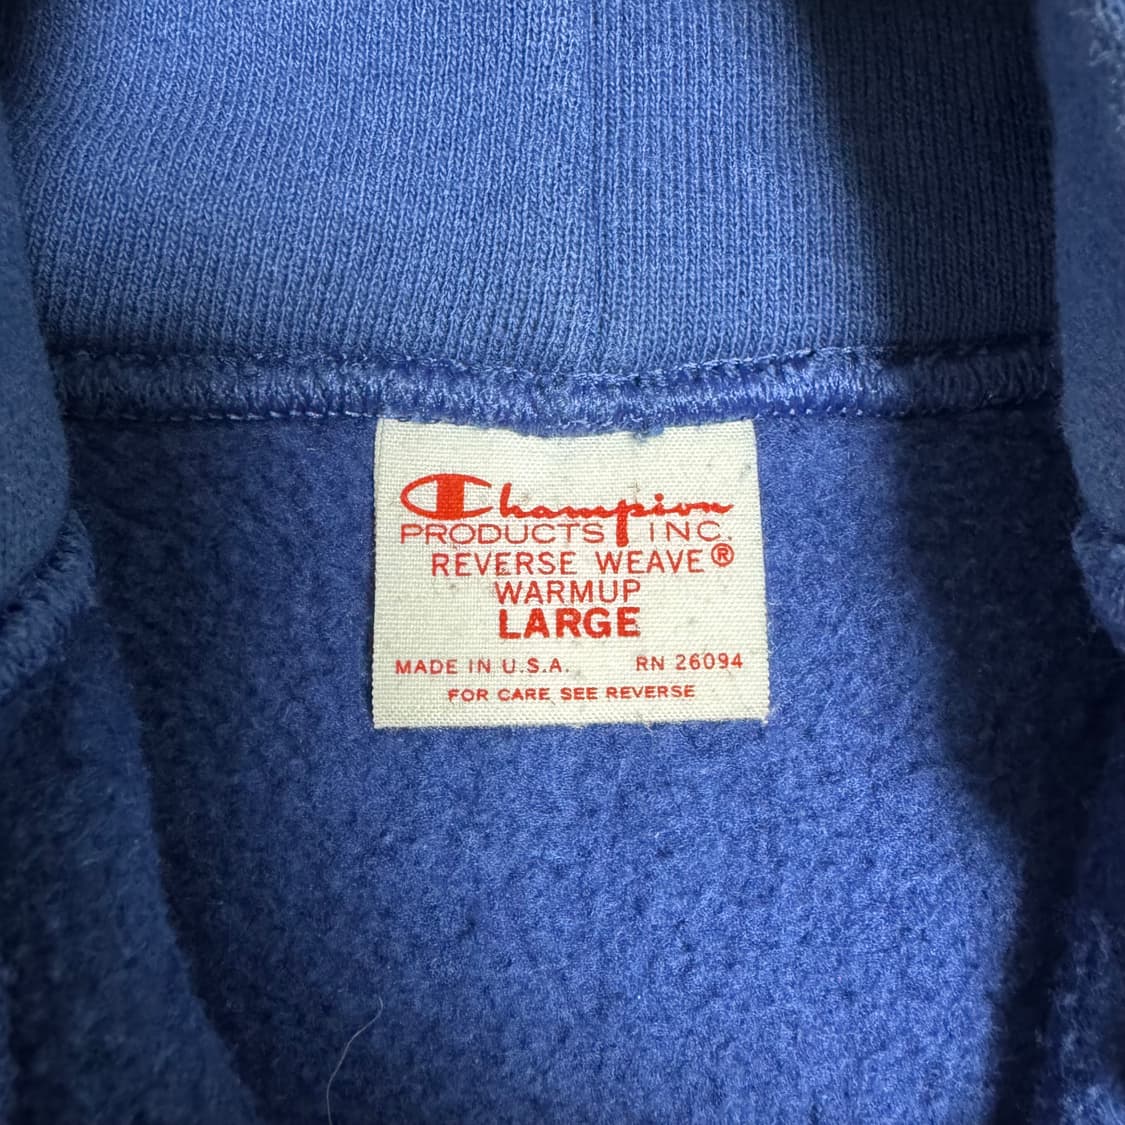 Champion
PRODUCTS INC.
REVERSE WEAVE®
WARMUP
LARGE
MADE IN U.S.A. RN 26094
FOR CARE SEE REVERSE